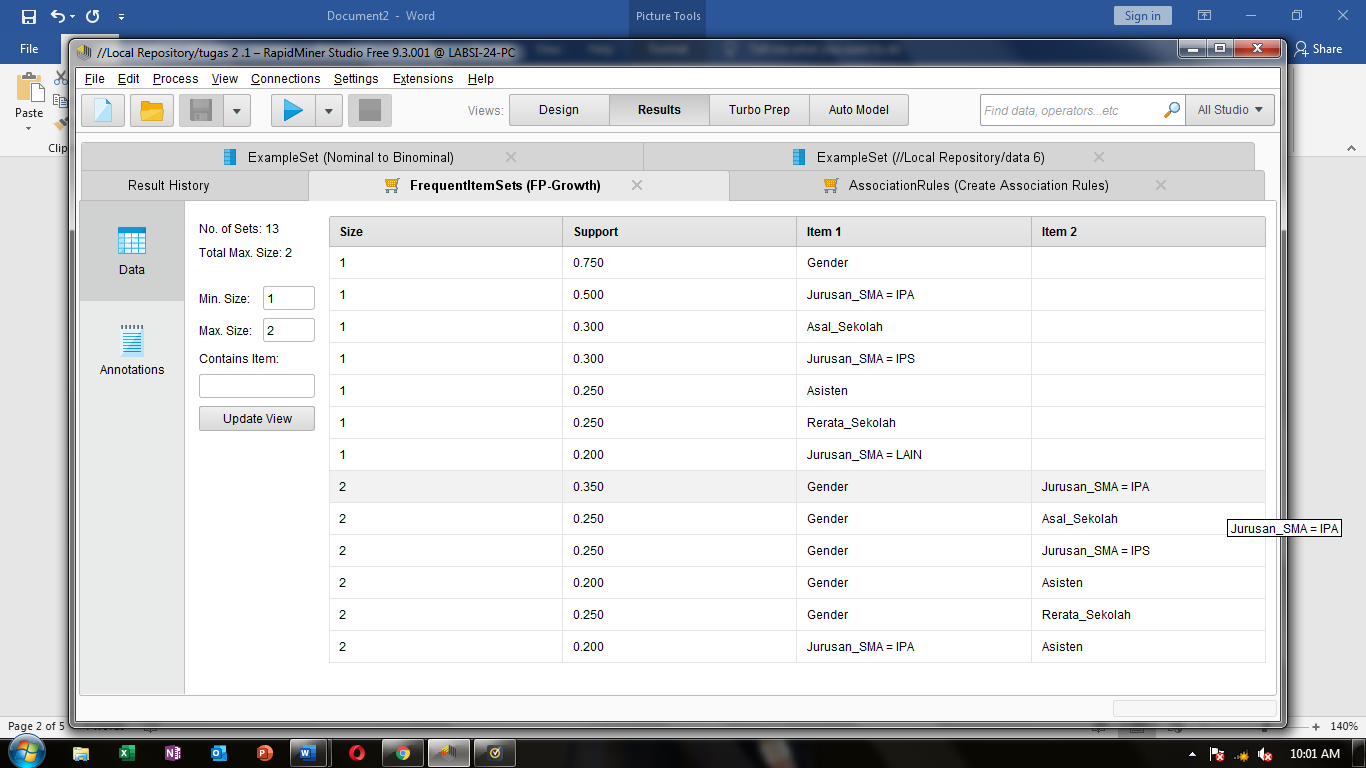 Document2 - Word
Picture Tools
Sign in
File
Share
Paste
Clip
//Local Repository/tugas 2 .1 – RapidMiner Studio Free 9.3.001 @ LABSI-24-PC
File Edit Process View Connections Settings Extensions Help
Views: Design Results Turbo Prep Auto Model
Find data, operators...etc
All Studio
ExampleSet (Nominal to Binominal)
ExampleSet (//Local Repository/data 6)
Result History
FrequentItemSets (FP-Growth)
AssociationRules (Create Association Rules)
Data
Annotations
No. of Sets: 13
Total Max. Size: 2
Min. Size: 1
Max. Size: 2
Contains Item:
Update View
Size Support Item 1 Item 2
1 0.750 Gender
1 0.500 Jurusan_SMA = IPA
1 0.300 Asal_Sekolah
1 0.300 Jurusan_SMA = IPS
1 0.250 Asisten
1 0.250 Rerata_Sekolah
1 0.200 Jurusan_SMA = LAIN
2 0.350 Gender Jurusan_SMA = IPA
2 0.250 Gender Asal_Sekolah
2 0.250 Gender Jurusan_SMA = IPS
2 0.200 Gender Asisten
2 0.250 Gender Rerata_Sekolah
2 0.200 Jurusan_SMA = IPA Asisten
Jurusan_SMA = IPA
Page 2 of 5
140%
10:01 AM